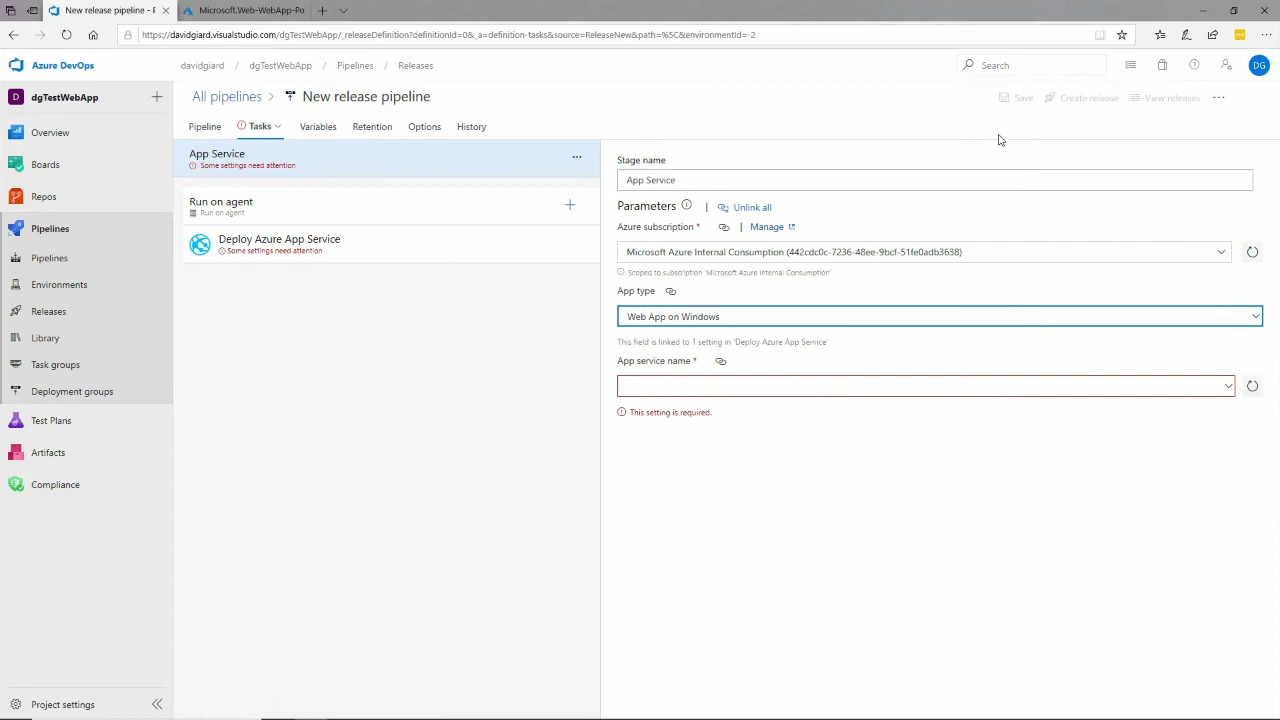 New release pipeline - P
Microsoft.Web-WebApp-Po
https://davidgiard.visualstudio.com/dgTestWebApp/_releaseDefinition?definitionId=0&_a=definition-tasks&source=ReleaseNew&path=%5C&environmentId=-2
Azure DevOps
davidgiard / dgTestWebApp / Pipelines / Releases
Search
DG
D dgTestWebApp
All pipelines > New release pipeline
Save Create release View releases ...
Pipeline Tasks Variables Retention Options History
Overview
Boards
Repos
Pipelines
Pipelines
Environments
Releases
Library
Task groups
Deployment groups
Test Plans
Artifacts
Compliance
Project settings
App Service
Some settings need attention
Run on agent
Run on agent
Deploy Azure App Service
Some settings need attention
Stage name
App Service
Parameters | Unlink all
Azure subscription * | Manage
Microsoft Azure Internal Consumption (442cdc0c-7236-48ee-9bcf-51fe0adb3638)
Scoped to subscription 'Microsoft Azure Internal Consumption'
App type
Web App on Windows
This field is linked to 1 setting in 'Deploy Azure App Service'
App service name *
This setting is required.